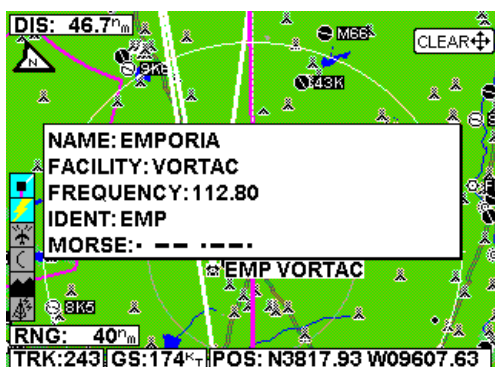 DIS: 46.7nm
M66
CLEAR
N
9K8
43K
NAME: EMPORIA
FACILITY: VORTAC
FREQUENCY: 112.80
IDENT: EMP
MORSE: · −− ·−−·
EMP VORTAC
8K5
RNG: 40nm
TRK:243 GS:174KT POS: N3817.93 W09607.63